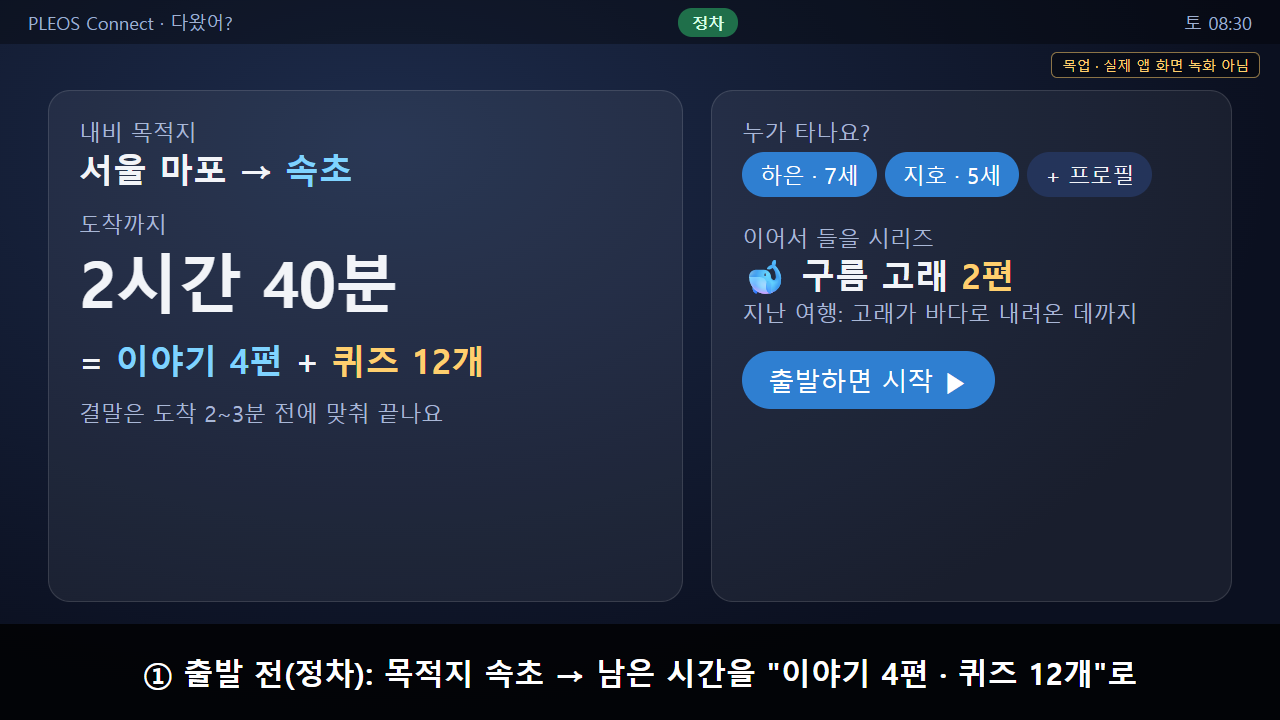 PLEOS Connect · 다왔어?
정차
토 08:30
목업 · 실제 앱 화면 녹화 아님
내비 목적지
서울 마포 → 속초
도착까지
2시간 40분
= 이야기 4편 + 퀴즈 12개
결말은 도착 2~3분 전에 맞춰 끝나요
누가 타나요?
하은 · 7세
지호 · 5세
+ 프로필
이어서 들을 시리즈
🐳 구름 고래 2편
지난 여행: 고래가 바다로 내려온 데까지
출발하면 시작 ▶
① 출발 전(정차): 목적지 속초 → 남은 시간을 "이야기 4편 · 퀴즈 12개"로